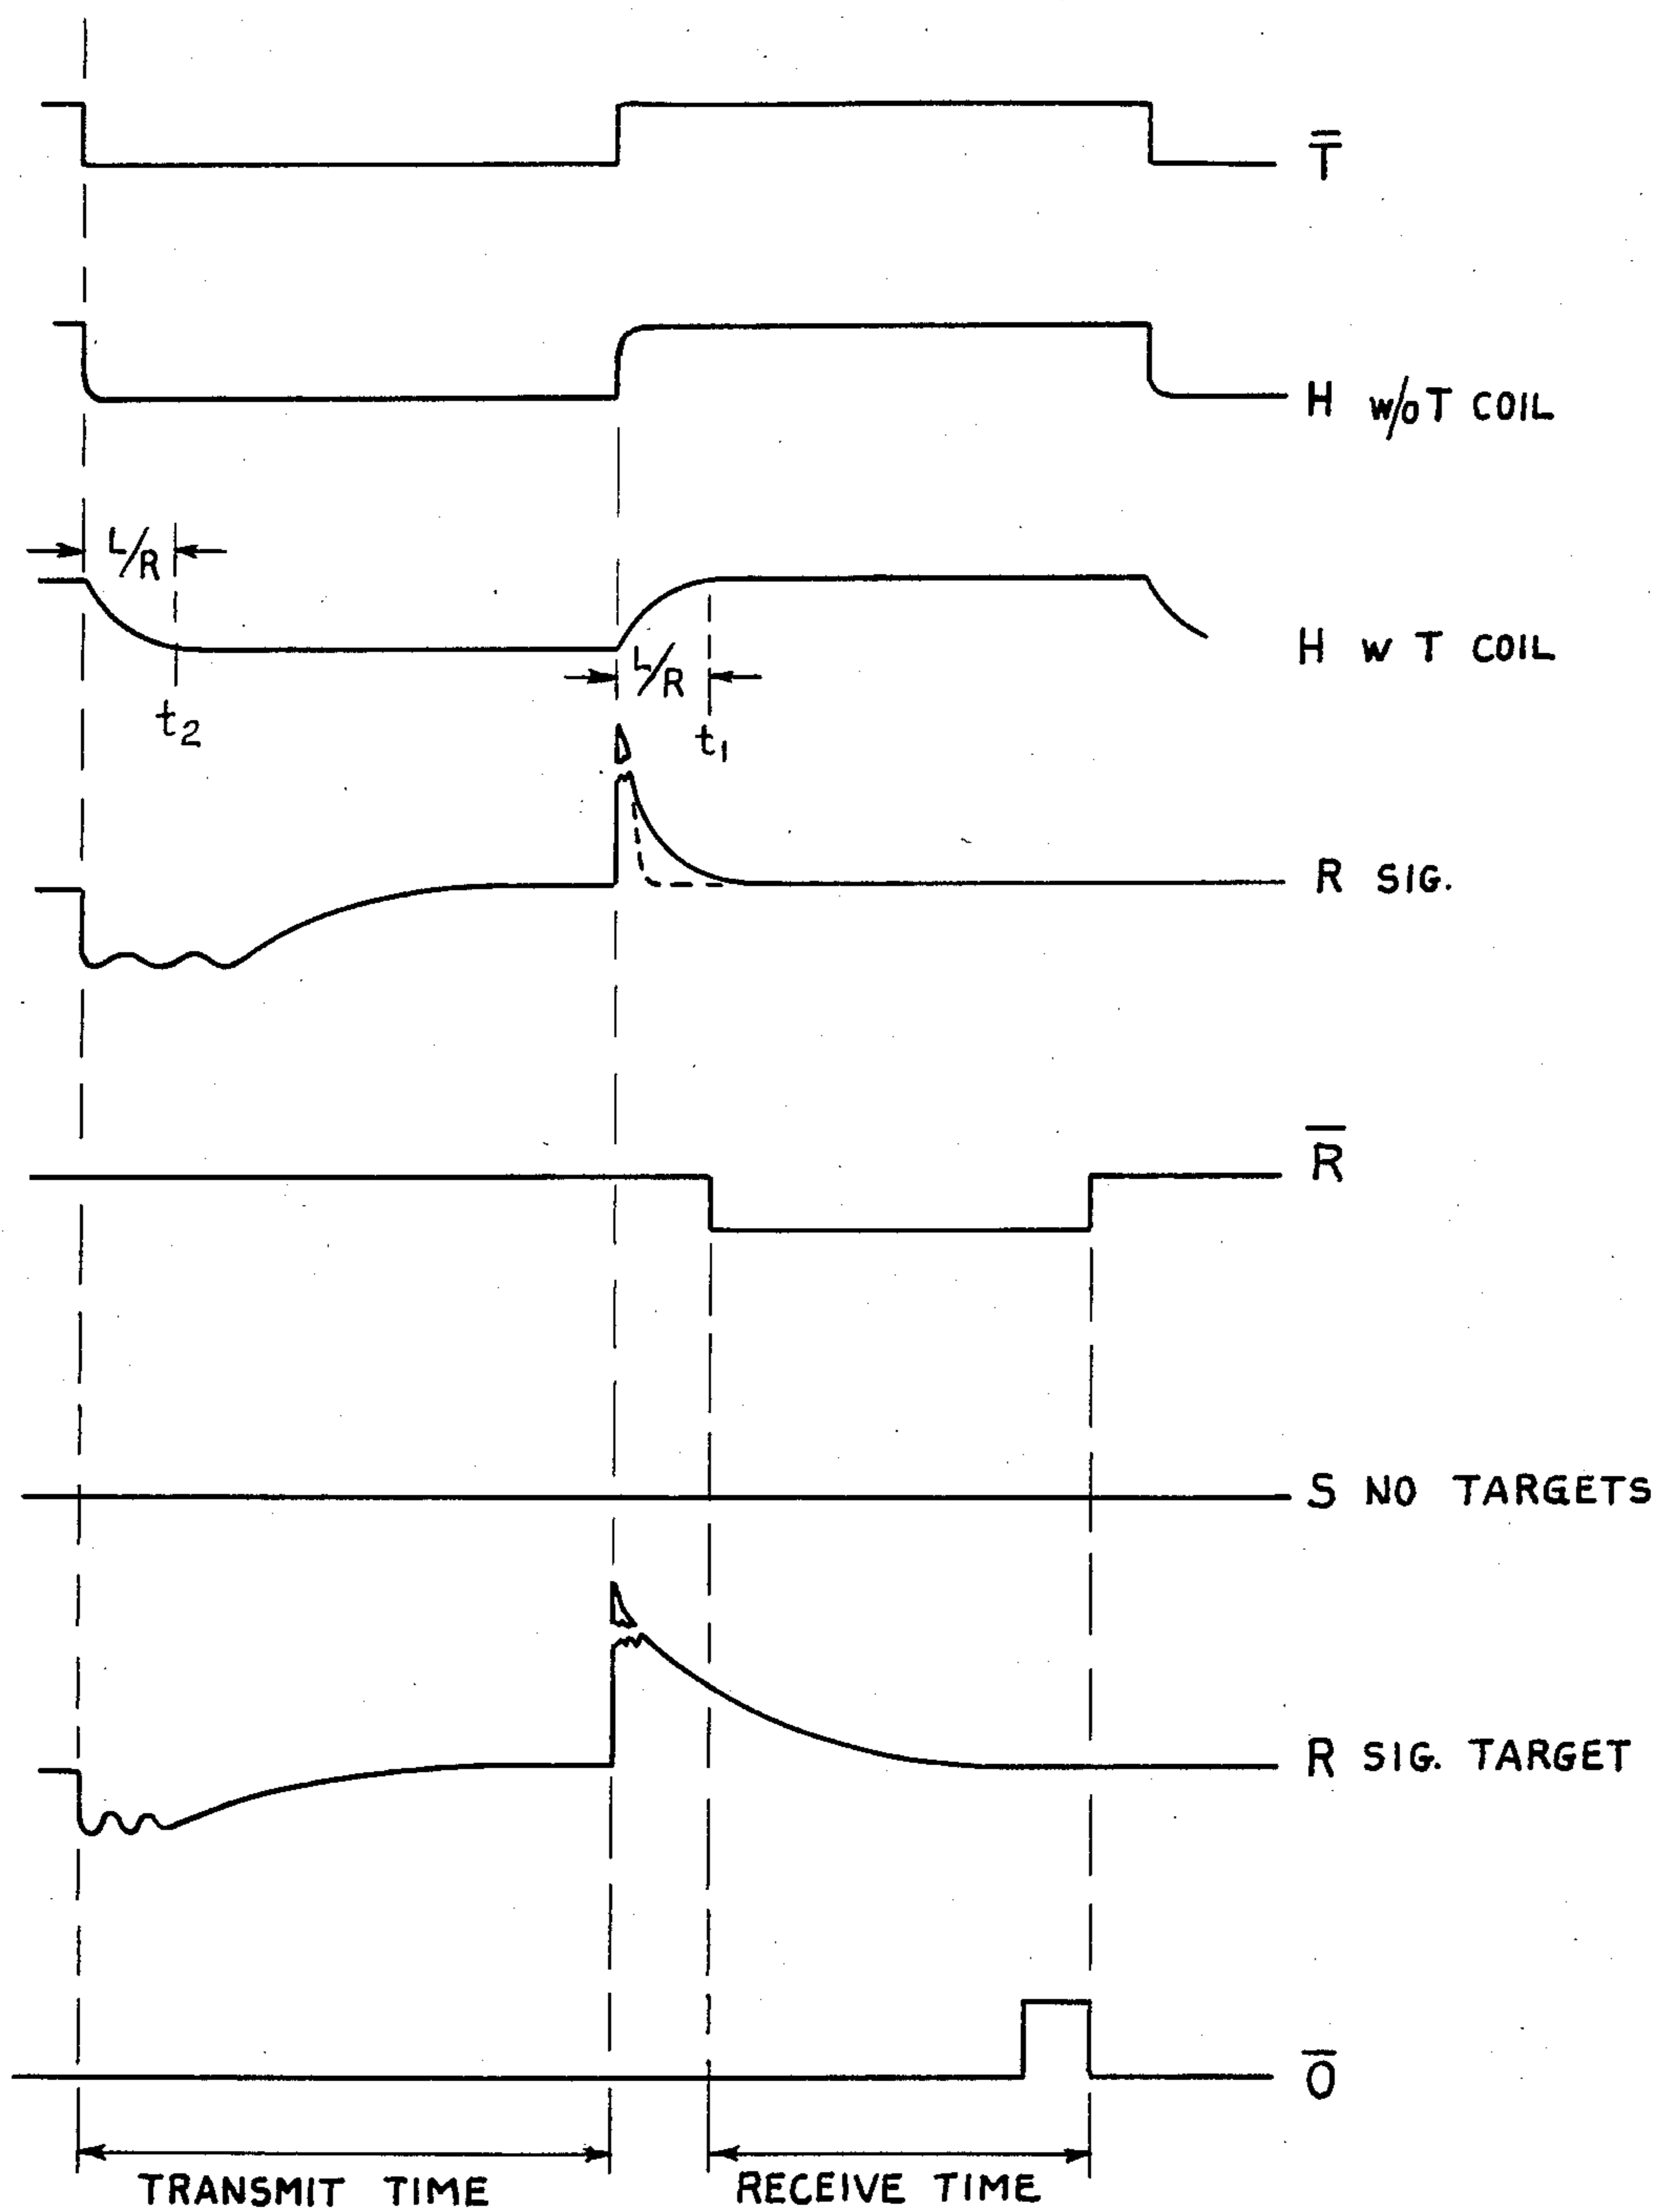 T̅
H W/O T COIL
L/R
H W T COIL
L/R
t₂
t₁
R SIG.
R̅
S NO TARGETS
R SIG. TARGET
O̅
TRANSMIT TIME
RECEIVE TIME